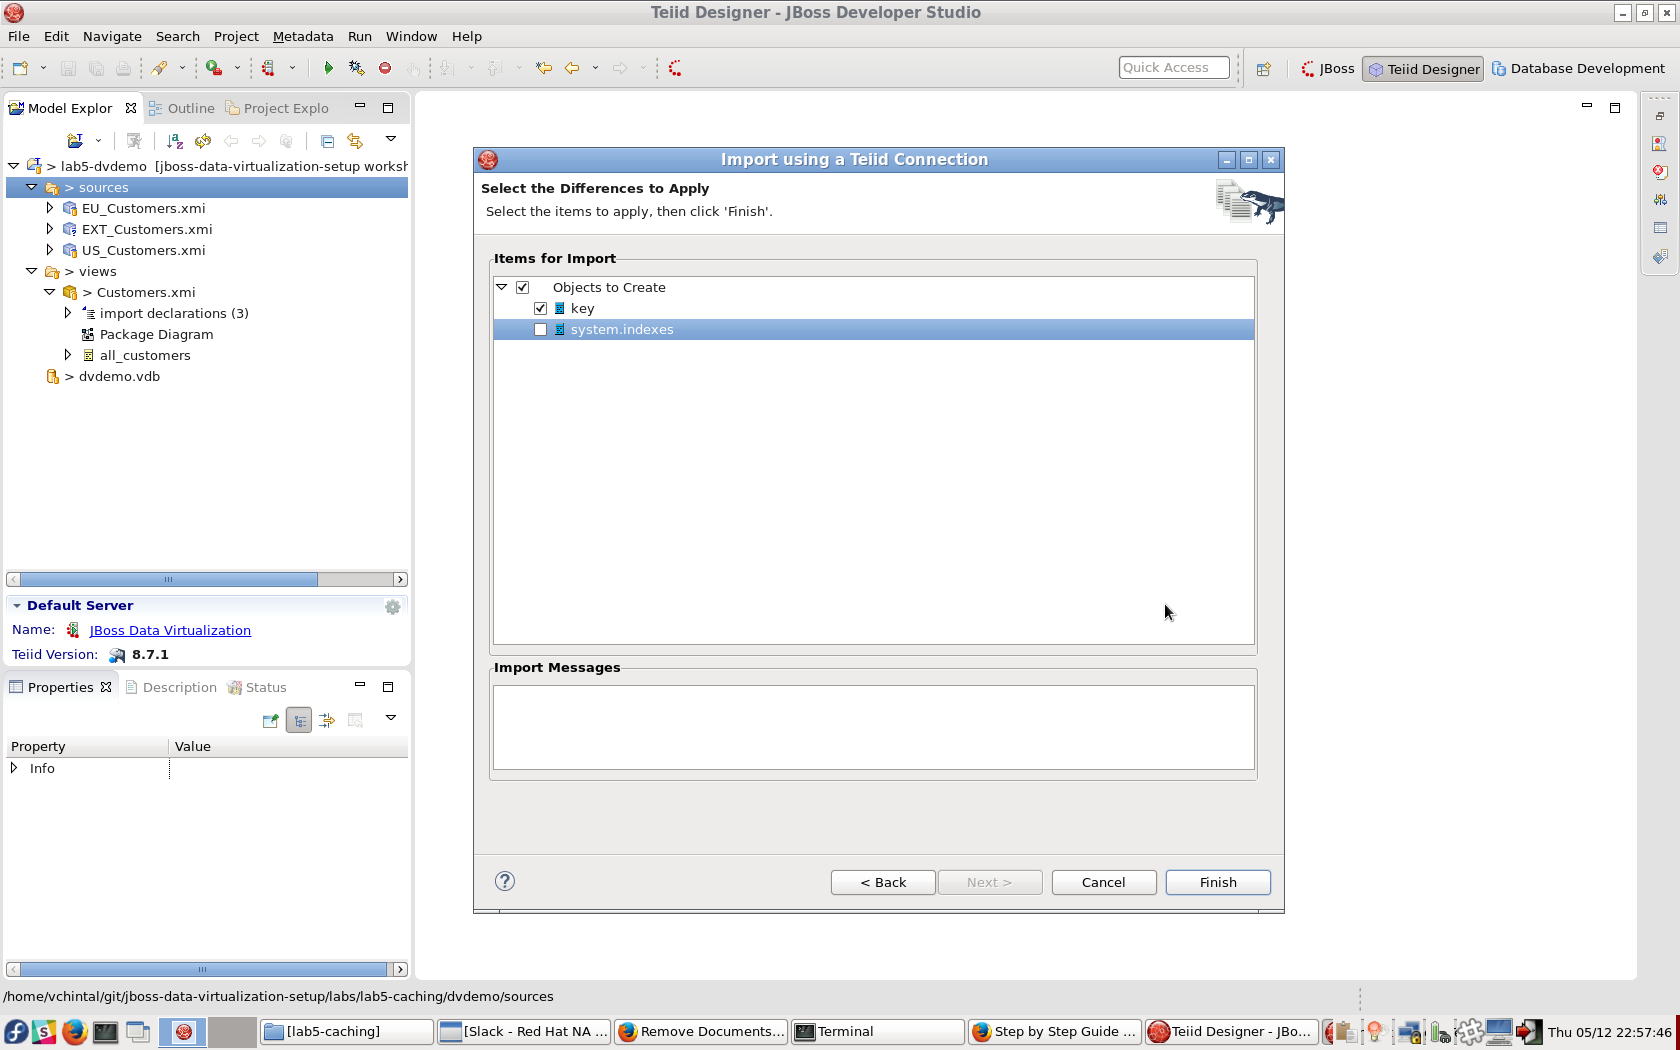 Teiid Designer - JBoss Developer Studio
File Edit Navigate Search Project Metadata Run Window Help
Quick Access
JBoss
Teiid Designer
Database Development
Model Explor
Outline
Project Explo
> lab5-dvdemo [jboss-data-virtualization-setup worksh
> sources
EU_Customers.xmi
EXT_Customers.xmi
US_Customers.xmi
> views
> Customers.xmi
import declarations (3)
Package Diagram
all_customers
> dvdemo.vdb
Default Server
Name: JBoss Data Virtualization
Teiid Version: 8.7.1
Properties
Description
Status
Property Value
Info
Import using a Teiid Connection
Select the Differences to Apply
Select the items to apply, then click 'Finish'.
Items for Import
Objects to Create
key
system.indexes
Import Messages
< Back
Next >
Cancel
Finish
/home/vchintal/git/jboss-data-virtualization-setup/labs/lab5-caching/dvdemo/sources
[lab5-caching]
[Slack - Red Hat NA ...
Remove Documents...
Terminal
Step by Step Guide ...
Teiid Designer - JBo...
Thu 05/12 22:57:46